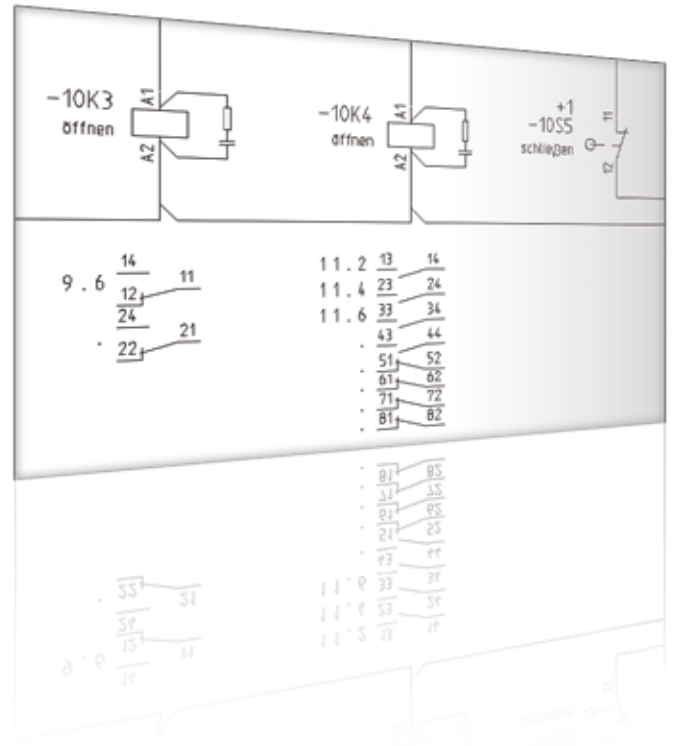 -10K3
öffnen
A1
A2
-10K4
öffnen
A1
A2
+1
-10S5
schließen
11
12
9.6
14
12
11
24
.
22
21
11.2 13 14
11.4 23 24
11.6 33 34
. 43 44
. 51 52
. 61 62
. 71 72
. 81 82